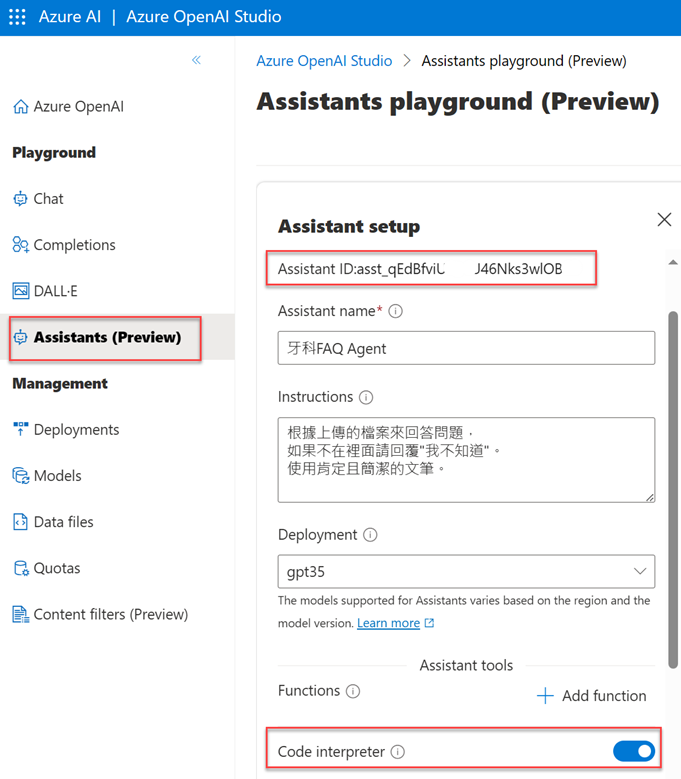 Azure AI | Azure OpenAI Studio
«
Azure OpenAI
Playground
Chat
Completions
DALL·E
Assistants (Preview)
Management
Deployments
Models
Data files
Quotas
Content filters (Preview)
Azure OpenAI Studio > Assistants playground (Preview)
Assistants playground (Preview)
Assistant setup
Assistant ID:asst_qEdBfviU J46Nks3wlOB
Assistant name*
牙科FAQ Agent
Instructions
根據上傳的檔案來回答問題，
如果不在裡面請回覆"我不知道"。
使用肯定且簡潔的文筆。
Deployment
gpt35
The models supported for Assistants varies based on the region and the
model version. Learn more
Assistant tools
Functions
Add function
Code interpreter